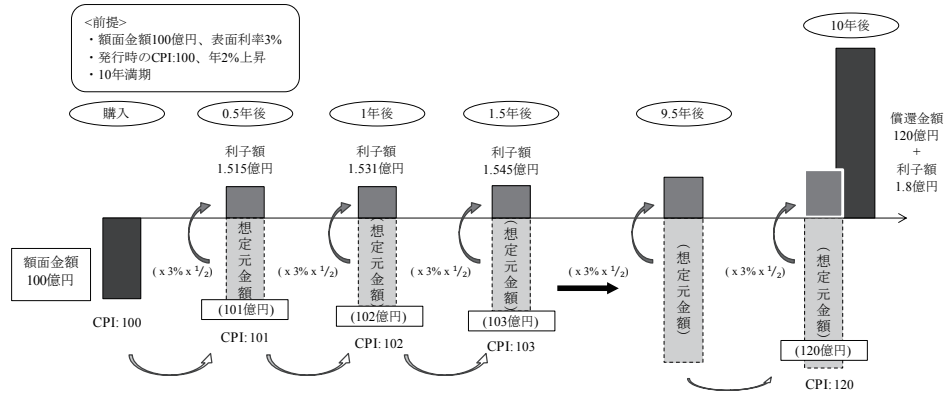 <前提>
・額面金額100億円、表面利率3%
・発行時のCPI:100、年2%上昇
・10年満期
購入
0.5年後
1年後
1.5年後
9.5年後
10年後
利子額
1.515億円
利子額
1.531億円
利子額
1.545億円
償還金額
120億円
+
利子額
1.8億円
額面金額
100億円
(想定元金額
(想定元金額)
(想定元金額)
(想定元金額)
(想定元金額)
( x 3% x 1/2)
( x 3% x 1/2)
( x 3% x 1/2)
( x 3% x 1/2)
( x 3% x 1/2)
(101億円)
(102億円)
(103億円)
(120億円)
CPI: 100
CPI: 101
CPI: 102
CPI: 103
CPI: 120